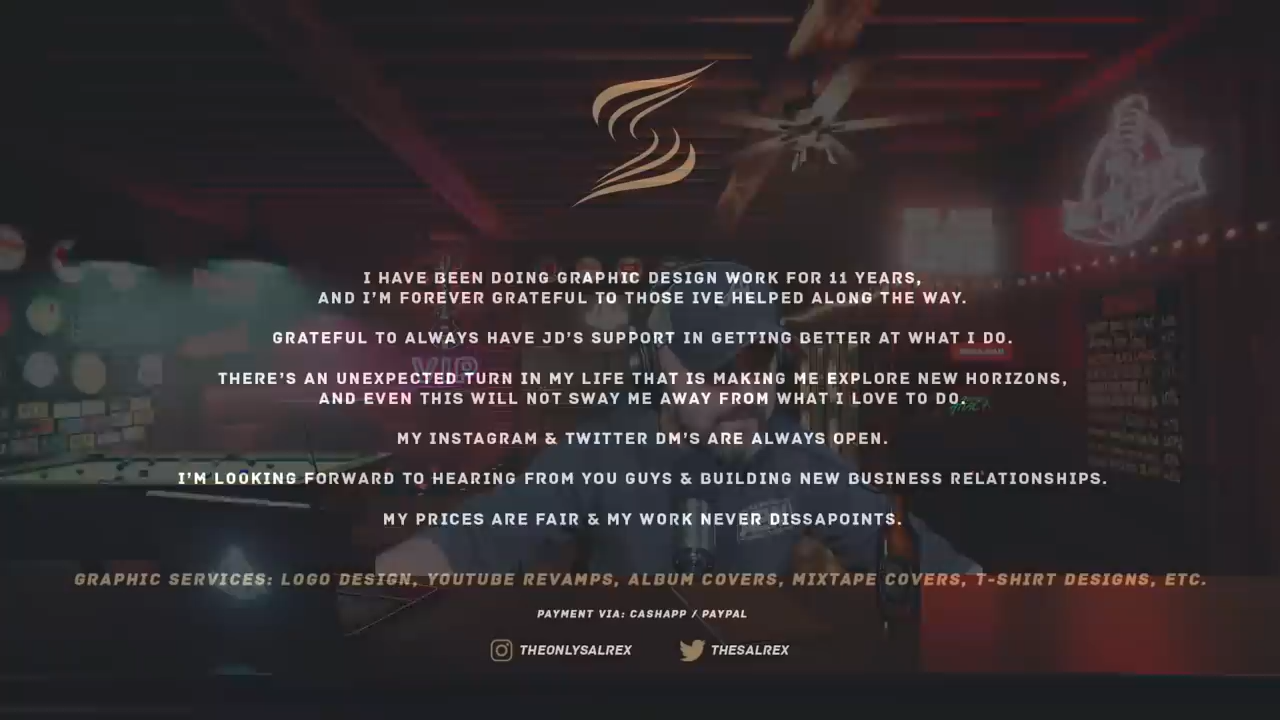 I HAVE BEEN DOING GRAPHIC DESIGN WORK FOR 11 YEARS,
AND I'M FOREVER GRATEFUL TO THOSE IVE HELPED ALONG THE WAY.
GRATEFUL TO ALWAYS HAVE JD'S SUPPORT IN GETTING BETTER AT WHAT I DO.
THERE'S AN UNEXPECTED TURN IN MY LIFE THAT IS MAKING ME EXPLORE NEW HORIZONS,
AND EVEN THIS WILL NOT SWAY ME AWAY FROM WHAT I LOVE TO DO.
VIP
MY INSTAGRAM & TWITTER DM'S ARE ALWAYS OPEN.
I'M LOOKING FORWARD TO HEARING FROM YOU GUYS & BUILDING NEW BUSINESS RELATIONSHIPS.
MY PRICES ARE FAIR & MY WORK NEVER DISSAPOINTS.
GRAPHIC SERVICES: LOGO DESIGN, YOUTUBE REVAMPS, ALBUM COVERS, MIXTAPE COVERS, T-SHIRT DESIGNS, ETC.
PAYMENT VIA: CASHAPP / PAYPAL
THEONLYSALREX THESALREX